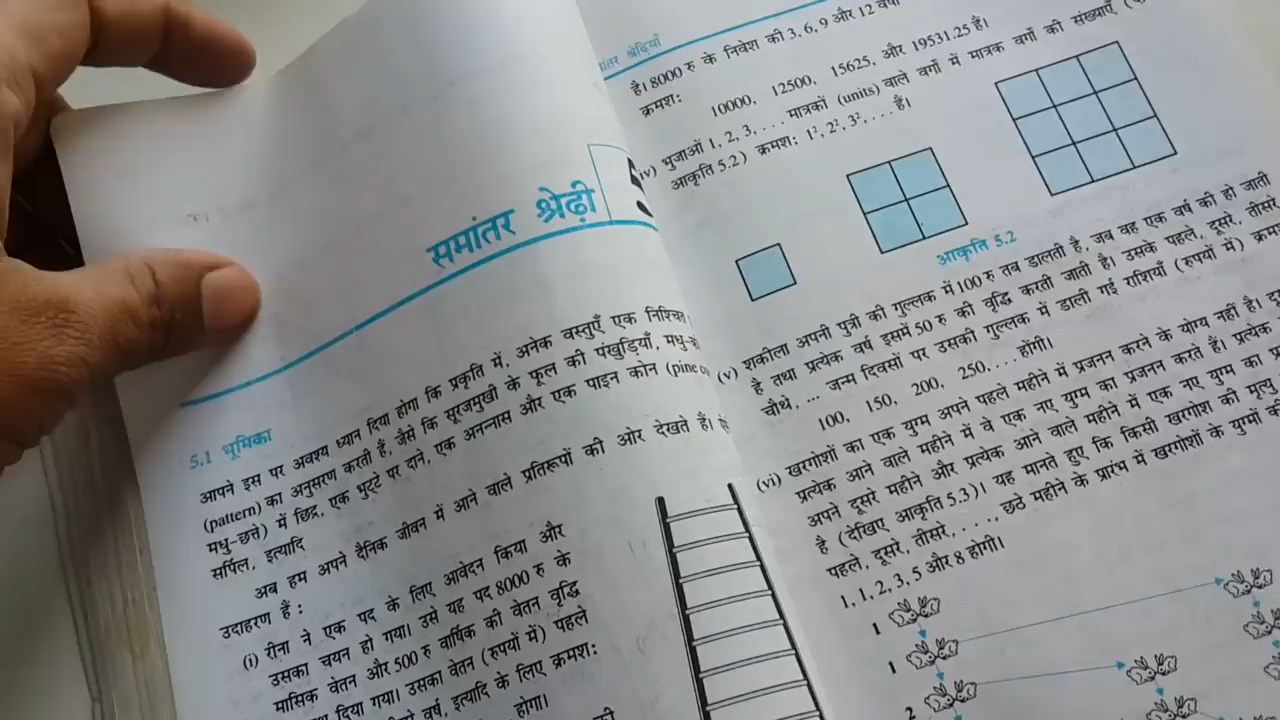 समांतर श्रेढ़ी
5
5.1 भूमिका
आपने इस पर अवश्य ध्यान दिया होगा कि प्रकृति में, अनेक वस्तुएँ एक निश्चित
(pattern) का अनुसरण करती हैं, जैसे कि सूरजमुखी के फूल की पंखुड़ियाँ,
मधु-छत्ते) में छिद्र, एक भुट्टे पर दाने, एक अनन्नास और एक पाइन कोन (pine
सर्पिल, इत्यादि
अब हम अपने दैनिक जीवन में आने वाले प्रतिरूपों की ओर देखते हैं।
उदाहरण हैं :
(i) रीना ने एक पद के लिए आवेदन किया और
उसका चयन हो गया। उसे यह पद 8000 रु के
मासिक वेतन और 500 रु वार्षिक की वेतन वृद्धि
दिया गया। उसका वेतन (रुपयों में) पहले
वर्ष, इत्यादि के लिए क्रमश:
होगा।
श्रेढ़ियाँ
है। 8000 रु के निवेश की 3, 6, 9 और 12
क्रमश:
10000, 12500, 15625, और 19531.25 हैं।
भुजाओं 1, 2, 3, . . . मात्रकों (units) वाले वर्गों में मात्रक वर्गों की संख्याएँ
आकृति 5.2) क्रमश: 1², 2², 3², . . . . हैं।
आकृति 5.2
(v) शकीला अपनी पुत्री की गुल्लक में 100 रु तब डालती है, जब वह एक वर्ष की हो जाती
है तथा प्रत्येक वर्ष इसमें 50 रु की वृद्धि करती जाती है। उसके पहले, दूसरे, तीसरे,
चौथे, ... जन्म दिवसों पर उसकी गुल्लक में डाली गई राशियाँ (रुपयों में)
100, 150, 200, 250, . . . होंगी।
(vi) खरगोशों का एक युग्म अपने पहले महीने में प्रजनन करने के योग्य नहीं है।
प्रत्येक आने वाले महीने में वे एक नए युग्म का प्रजनन करते हैं। प्रत्येक
अपने दूसरे महीने और प्रत्येक आने वाले महीने में एक नए युग्म का
है (देखिए आकृति 5.3)। यह मानते हुए कि किसी खरगोश की मृत्यु
पहले, दूसरे, तीसरे, . . . ., छठे महीने के प्रारंभ में खरगोशों के युग्मों की
1, 1, 2, 3, 5 और 8 होगी।
1
1
2